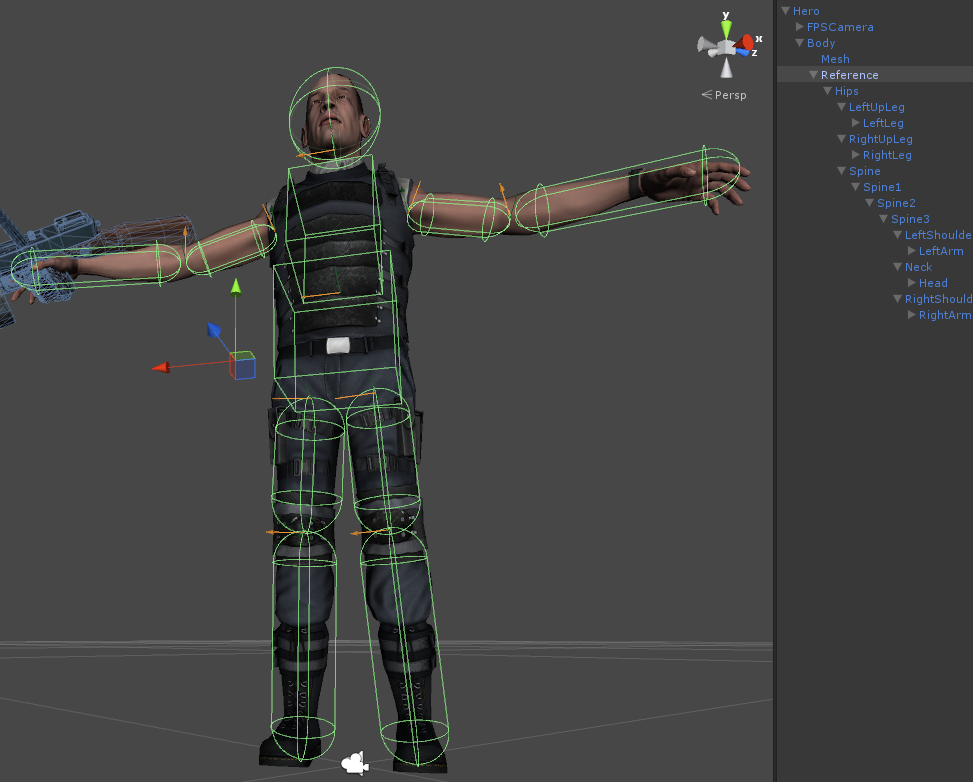 Hero
FPSCamera
Body
Mesh
Reference
Hips
LeftUpLeg
LeftLeg
RightUpLeg
RightLeg
Spine
Spine1
Spine2
Spine3
LeftShoulde
LeftArm
Neck
Head
RightShould
RightArm
y
x
z
Persp